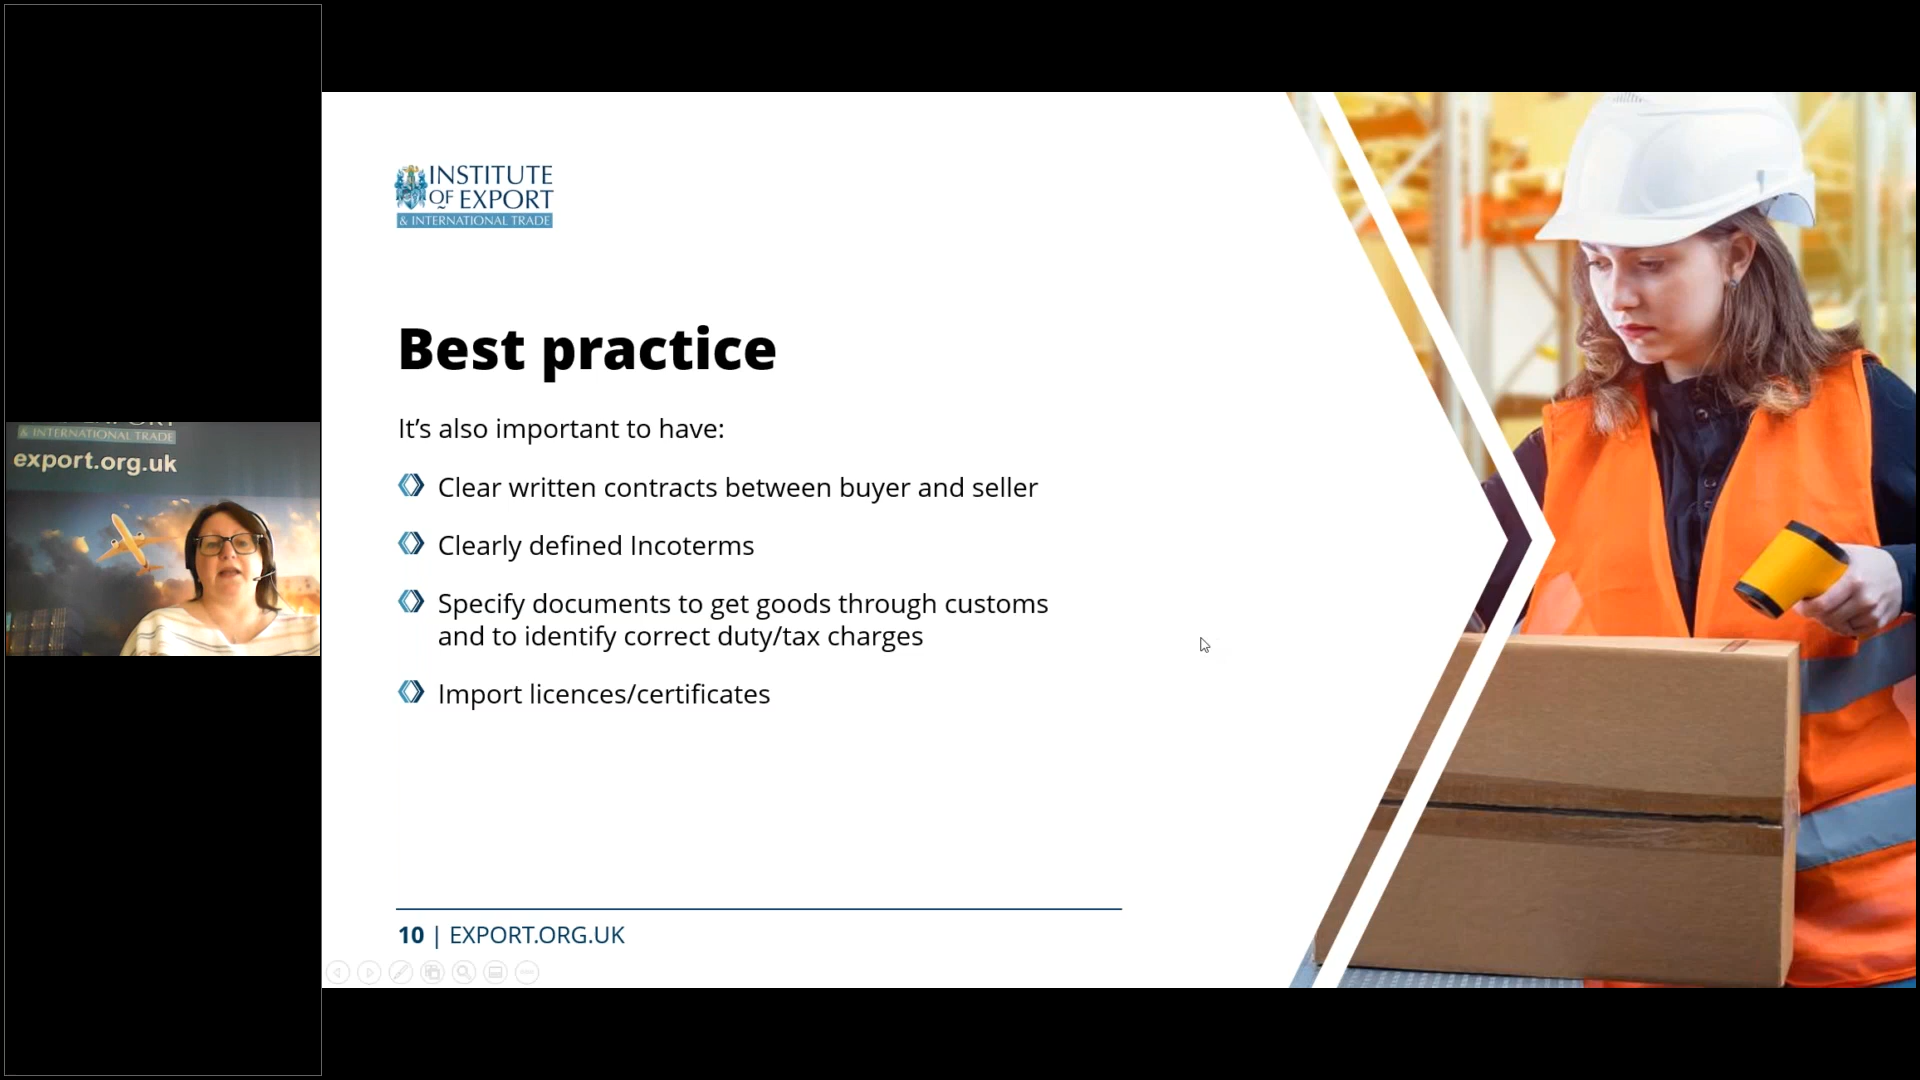 INSTITUTE
OF EXPORT
& INTERNATIONAL TRADE
Best practice
It's also important to have:
Clear written contracts between buyer and seller
Clearly defined Incoterms
Specify documents to get goods through customs
and to identify correct duty/tax charges
Import licences/certificates
10 | EXPORT.ORG.UK
& INTERNATIONAL TRADE
export.org.uk